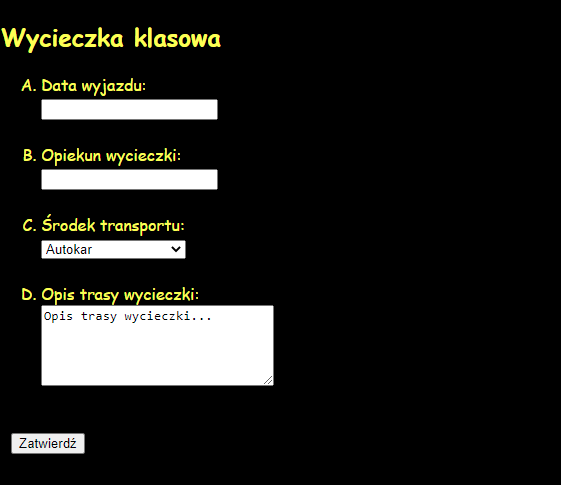 Wycieczka klasowa
A. Data wyjazdu:
B. Opiekun wycieczki:
C. Środek transportu:
Autokar
D. Opis trasy wycieczki:
Opis trasy wycieczki...
Zatwierdź